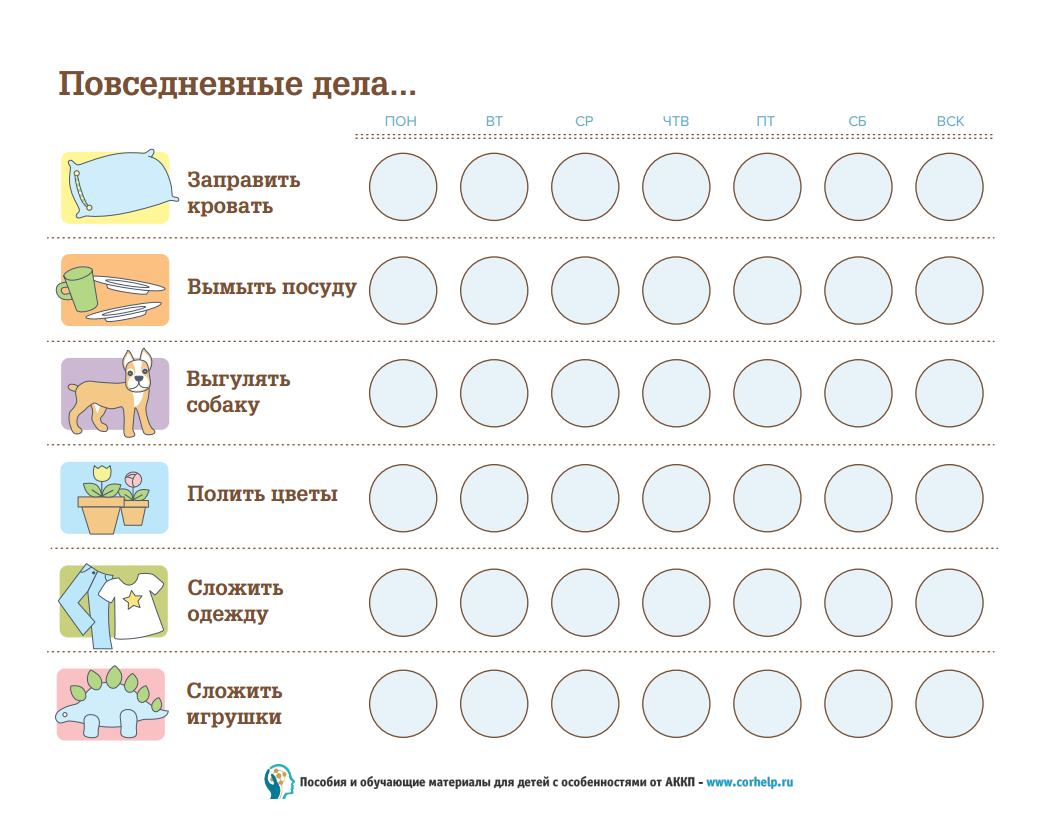 Повседневные дела...
ПОН ВТ СР ЧТВ ПТ СБ ВСК
Заправить
кровать
Вымыть посуду
Выгулять
собаку
Полить цветы
Сложить
одежду
Сложить
игрушки
Пособия и обучающие материалы для детей с особенностями от АККП - www.corhelp.ru